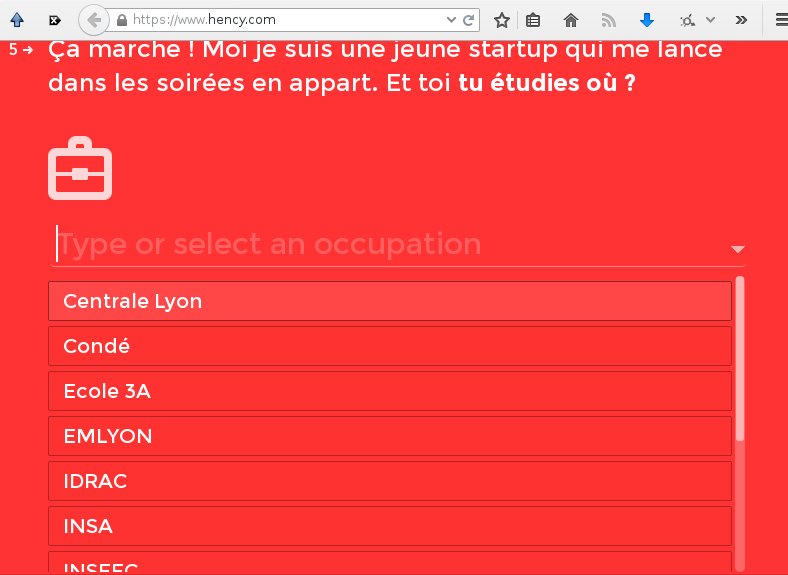 https://www.hency.com
5 → Ça marche ! Moi je suis une jeune startup qui me lance
dans les soirées en appart. Et toi tu étudies où ?
Type or select an occupation
Centrale Lyon
Condé
Ecole 3A
EMLYON
IDRAC
INSA
INSEEC